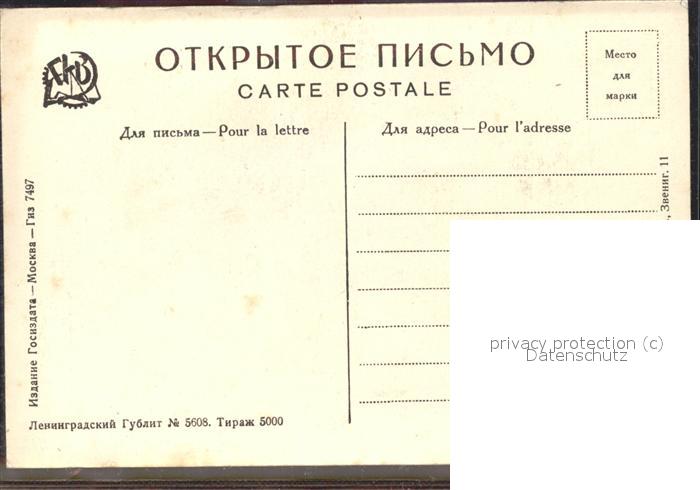 ОТКРЫТОЕ ПИСЬМО
CARTE POSTALE
Место
для
марки
Для письма — Pour la lettre
Для адреса — Pour l'adresse
Издание Госиздата — Москва — Гиз 7497
Звениг. 11
privacy protection (c)
Datenschutz
Ленинградский Гублит № 5608. Тираж 5000